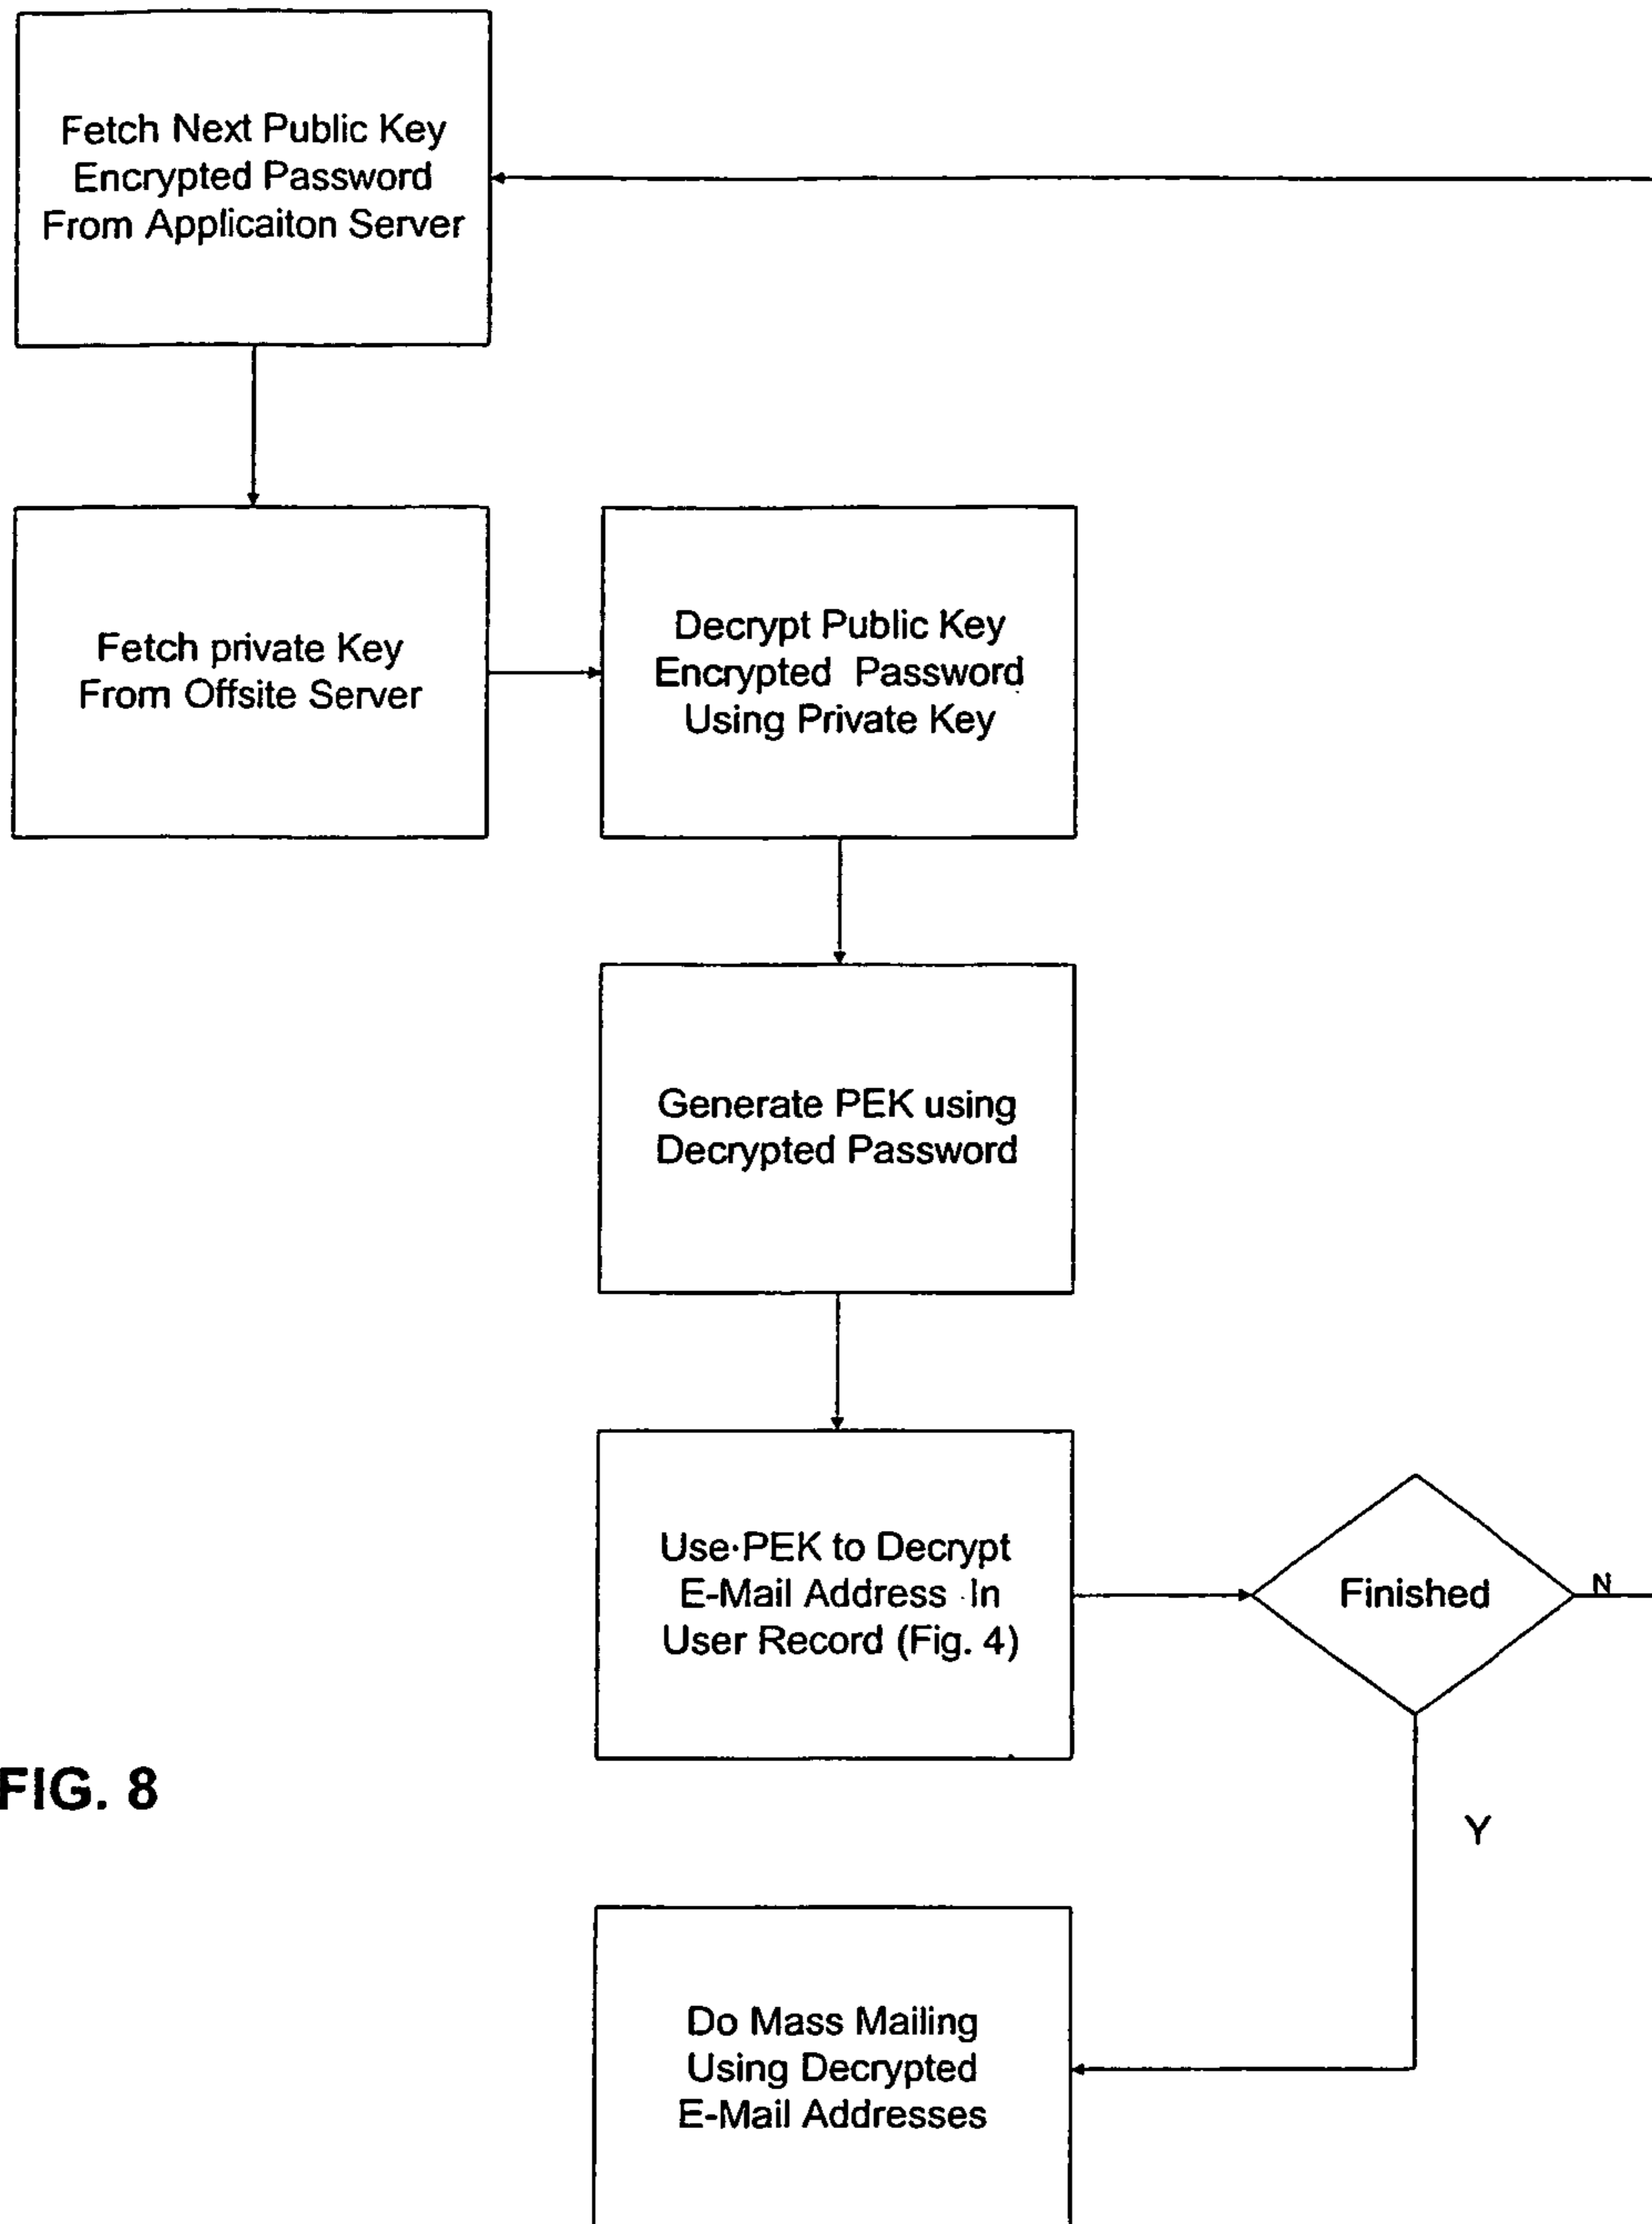 Fetch Next Public Key
Encrypted Password
From Applicaiton Server
Fetch private Key
From Offsite Server
Decrypt Public Key
Encrypted Password
Using Private Key
Generate PEK using
Decrypted Password
Use PEK to Decrypt
E-Mail Address In
User Record (Fig. 4)
Finished
N
Y
FIG. 8
Do Mass Mailing
Using Decrypted
E-Mail Addresses